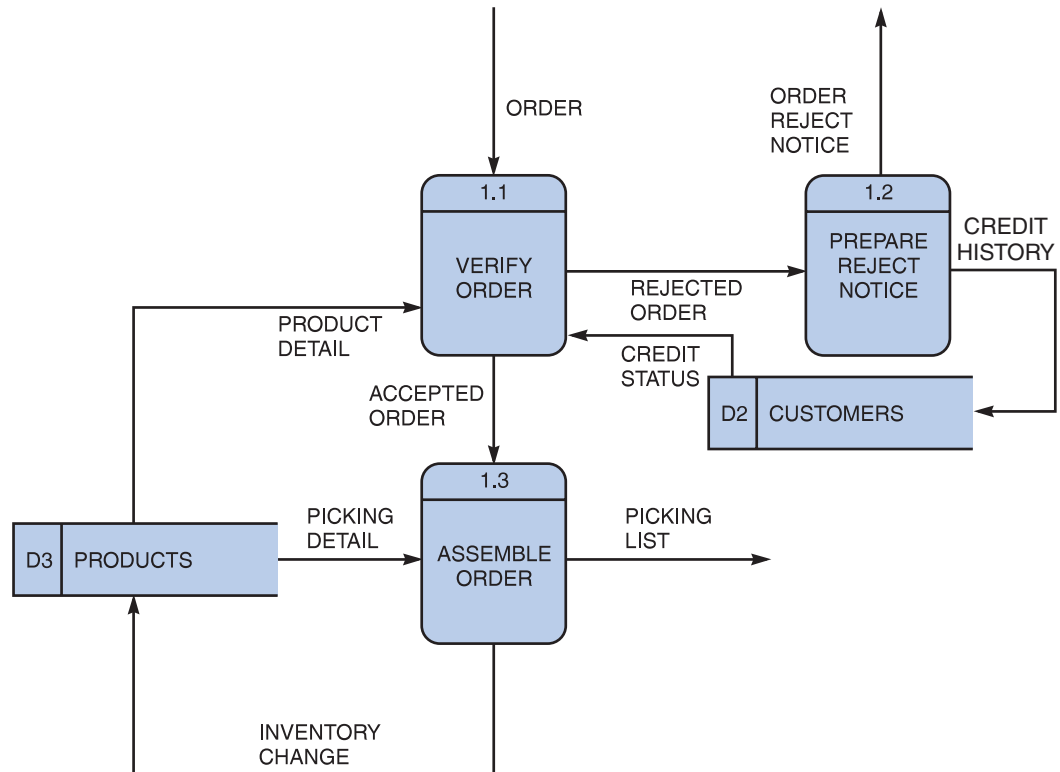 ORDER
ORDER
REJECT
NOTICE
1.1
VERIFY
ORDER
1.2
PREPARE
REJECT
NOTICE
CREDIT
HISTORY
REJECTED
ORDER
PRODUCT
DETAIL
CREDIT
STATUS
ACCEPTED
ORDER
D2 CUSTOMERS
1.3
ASSEMBLE
ORDER
PICKING
DETAIL
PICKING
LIST
D3 PRODUCTS
INVENTORY
CHANGE